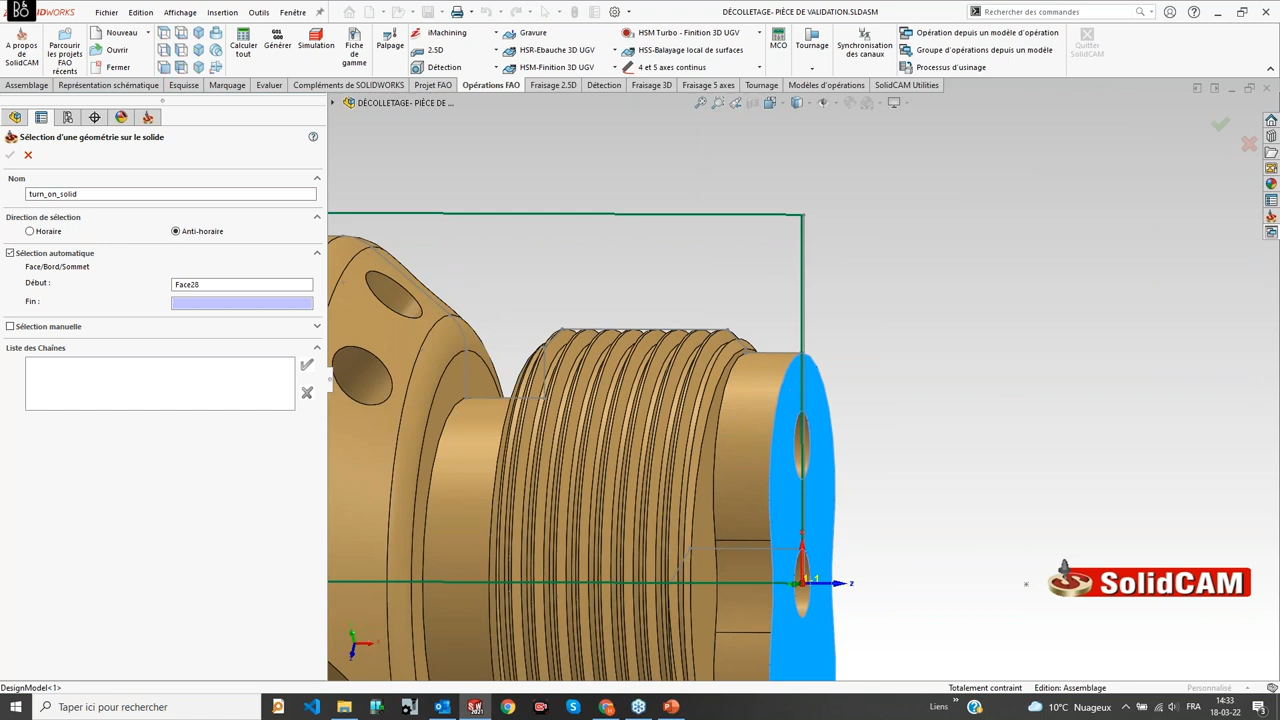 SOLIDWORKS
Fichier
Edition
Affichage
Insertion
Outils
Fenêtre
DÉCOLLETAGE- PIÈCE DE VALIDATION.SLDASM
Rechercher des commandes
A propos de SolidCAM
Parcourir les projets FAO récents
Nouveau
Ouvrir
Fermer
Calculer tout
Générer
Simulation
Fiche de gamme
Palpage
iMachining
2.5D
Détection
Gravure
HSR-Ebauche 3D UGV
HSM-Finition 3D UGV
HSM Turbo - Finition 3D UGV
HSS-Balayage local de surfaces
4 et 5 axes continus
MCO
Tournage
Synchronisation des canaux
Opération depuis un modèle d'opération
Groupe d'opérations depuis un modèle
Processus d'usinage
Quitter SolidCAM
Assemblage
Représentation schématique
Esquisse
Marquage
Evaluer
Compléments de SOLIDWORKS
Projet FAO
Opérations FAO
Fraisage 2.5D
Détection
Fraisage 3D
Fraisage 5 axes
Tournage
Modèles d'opération
SolidCAM Utilities
DÉCOLLETAGE- PIÈCE DE ...
Sélection d'une géométrie sur le solide
Nom
turn_on_solid
Direction de sélection
Horaire
Anti-horaire
Sélection automatique
Face/Bord/Sommet
Début :
Face28
Fin :
Sélection manuelle
Liste des Chaînes
1-1
z
SolidCAM
DesignModel<1>
Totalement contraint
Edition: Assemblage
Personnalisé
Taper ici pour rechercher
Liens
10°C Nuageux
FRA
14:33
18-03-22